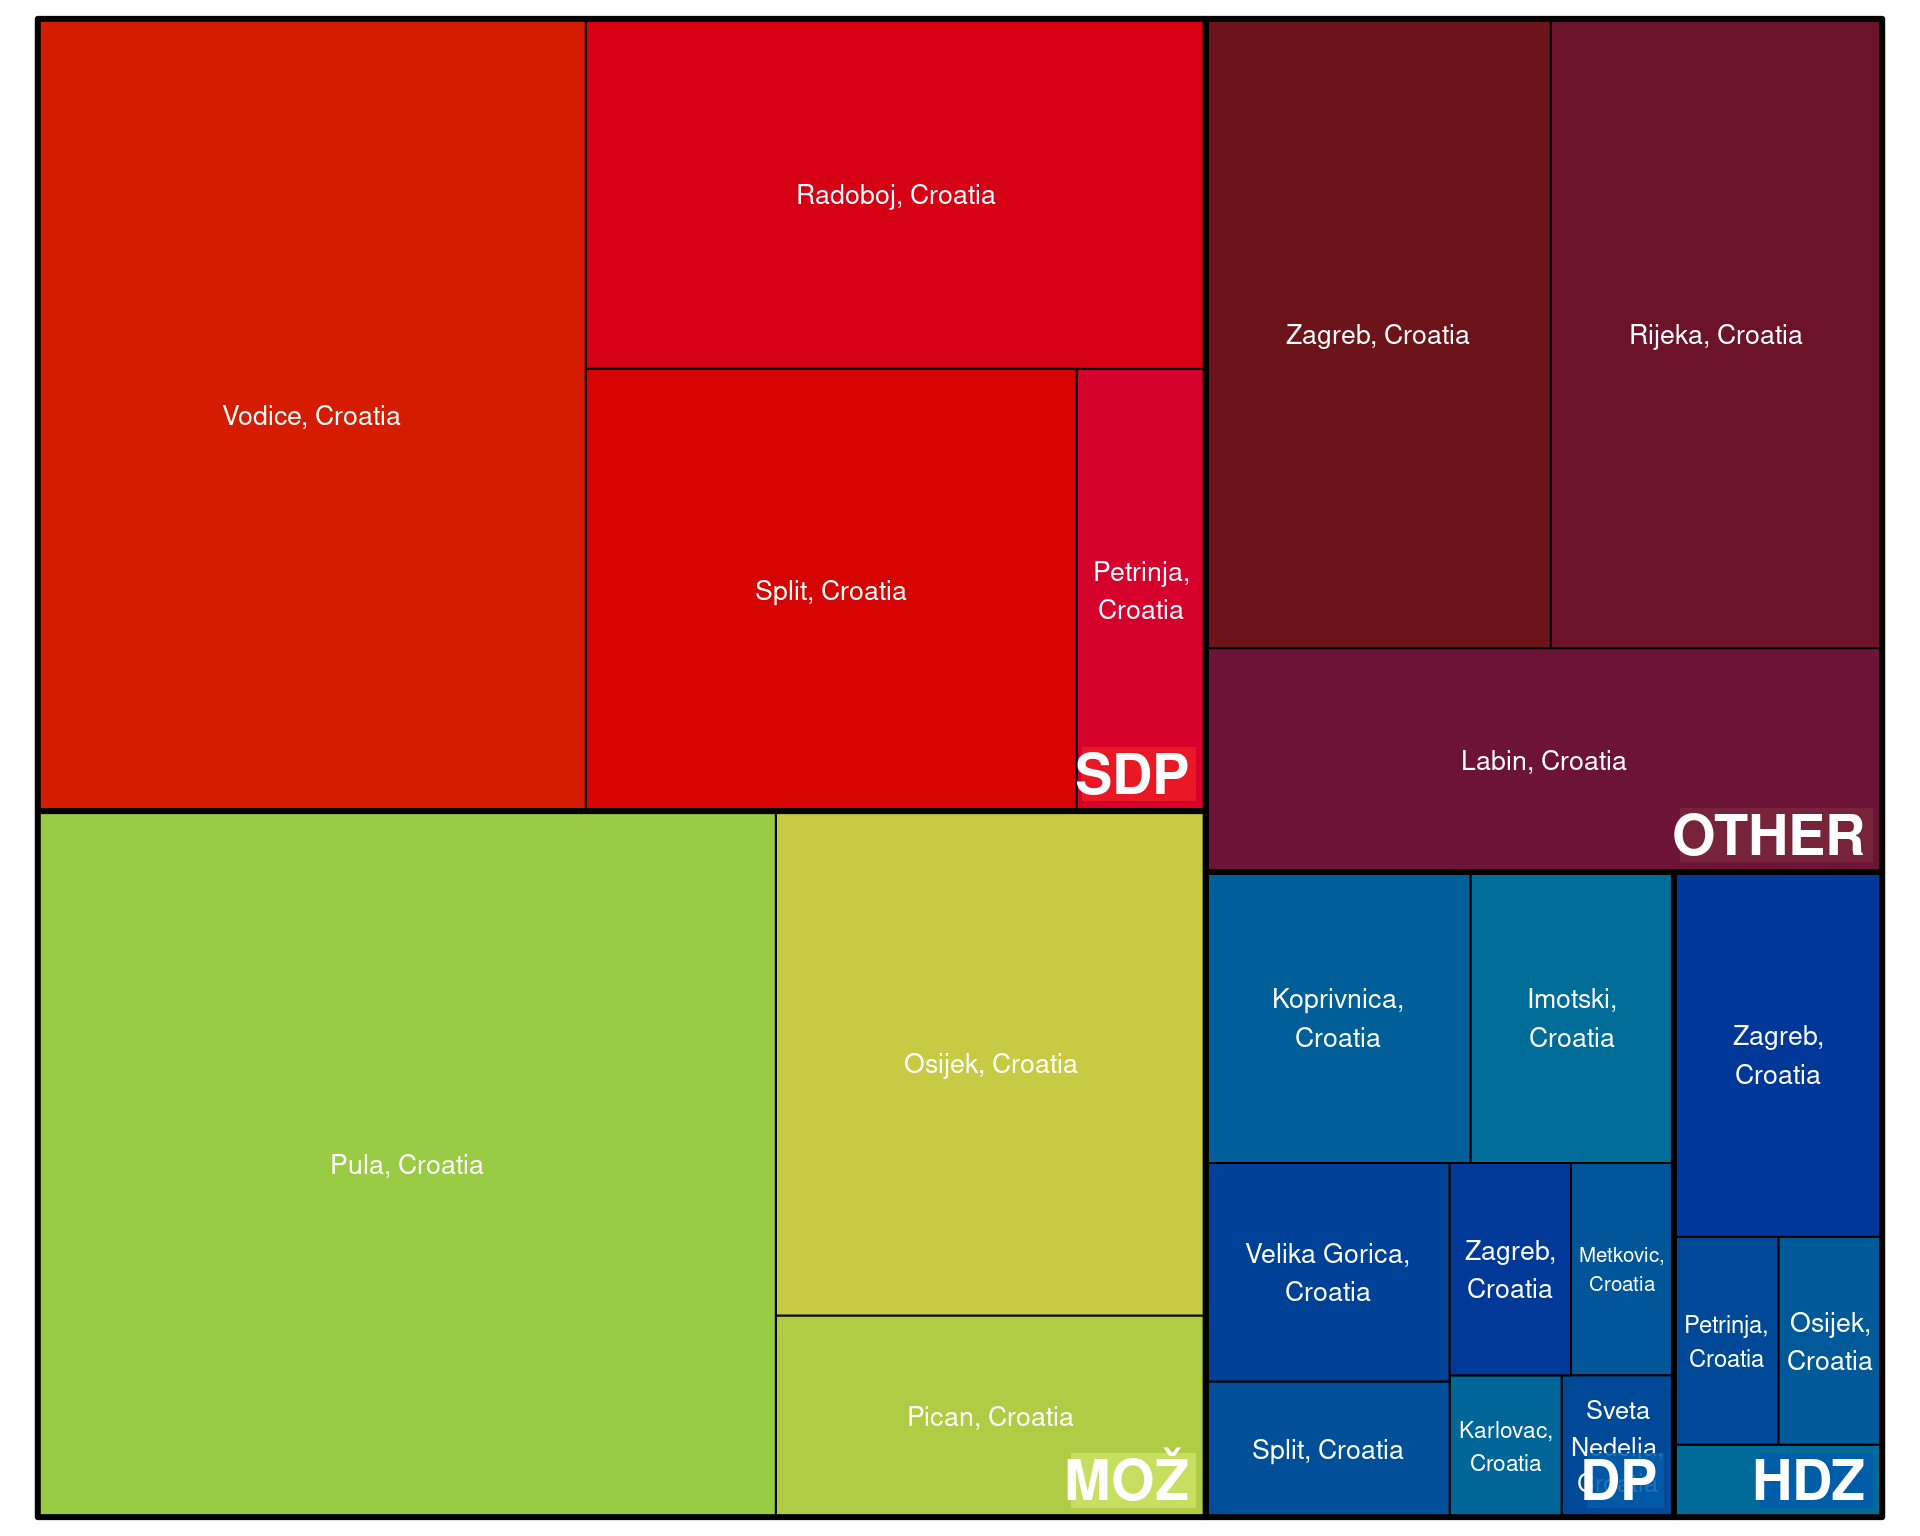 Vodice, Croatia
Radoboj, Croatia
Split, Croatia
Petrinja,
Croatia
SDP
Zagreb, Croatia
Rijeka, Croatia
Labin, Croatia
OTHER
Pula, Croatia
Osijek, Croatia
Pican, Croatia
MOŽ
Koprivnica,
Croatia
Imotski,
Croatia
Velika Gorica,
Croatia
Zagreb,
Croatia
Metkovic,
Croatia
Split, Croatia
Karlovac,
Croatia
Sveta
Nedelja,
Croatia
DP
Zagreb,
Croatia
Petrinja,
Croatia
Osijek,
Croatia
HDZ